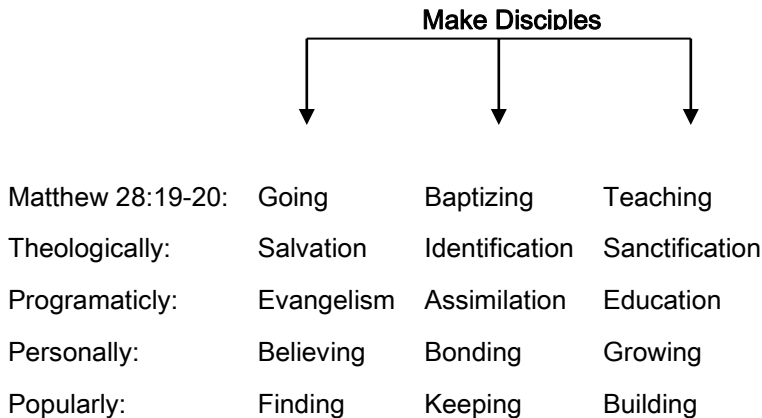 Make Disciples
Matthew 28:19-20: Going Baptizing Teaching
Theologically: Salvation Identification Sanctification
Programaticly: Evangelism Assimilation Education
Personally: Believing Bonding Growing
Popularly: Finding Keeping Building